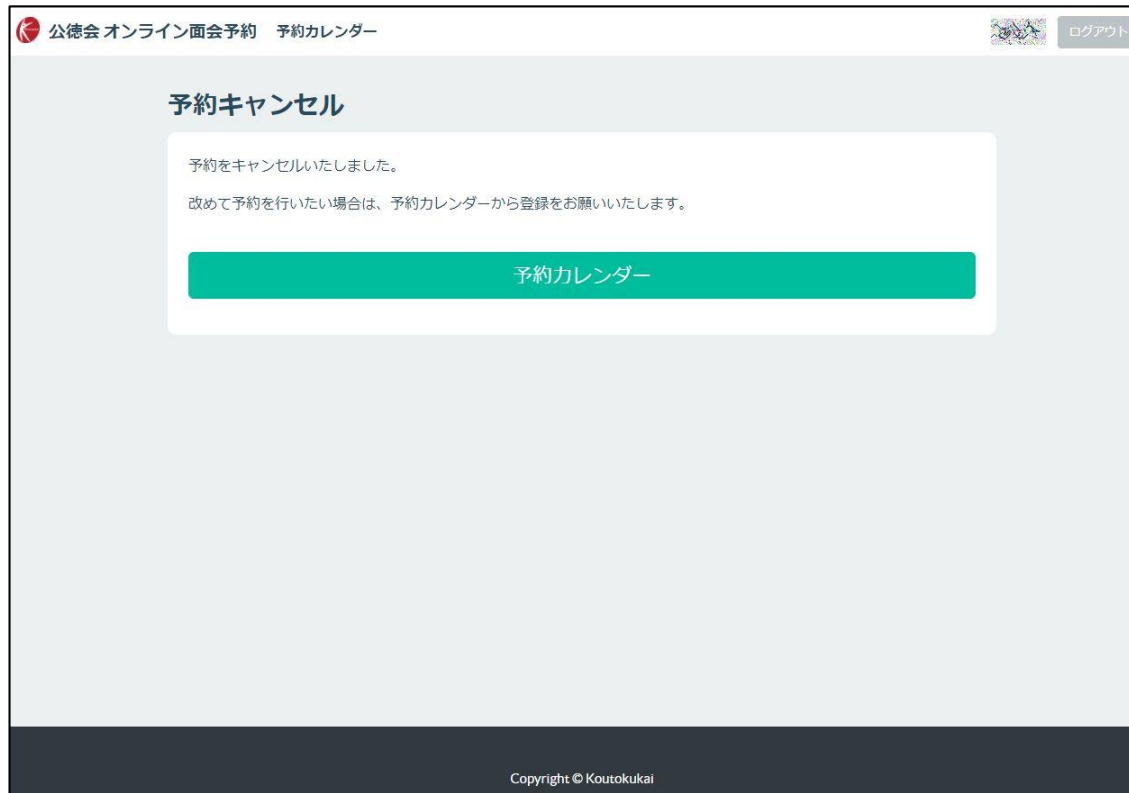 公徳会 オンライン面会予約 予約カレンダー
ログアウト
予約キャンセル
予約をキャンセルいたしました。
改めて予約を行いたい場合は、予約カレンダーから登録をお願いいたします。
予約カレンダー
Copyright © Koutokukai